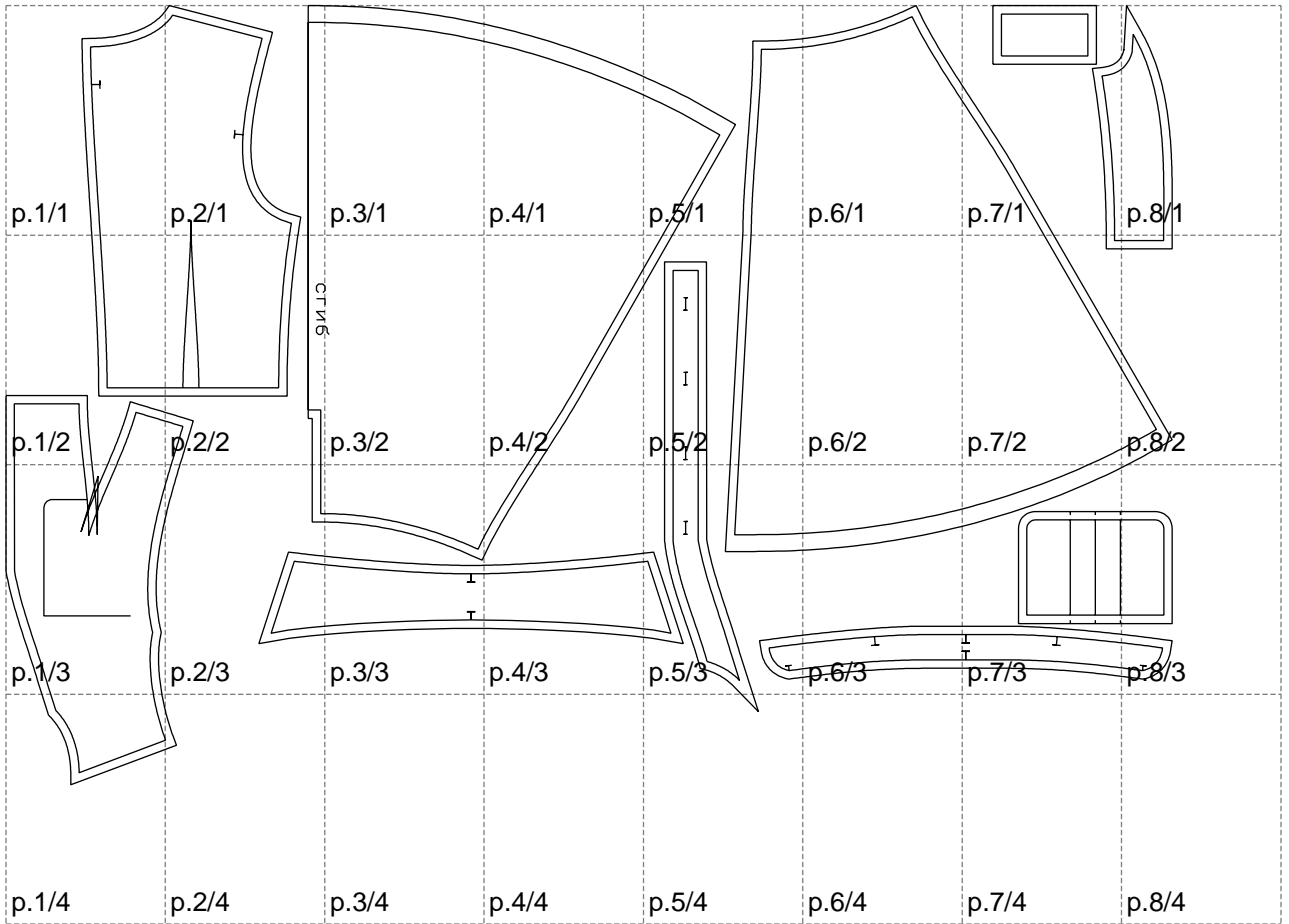 p.1/1 p.2/1 p.3/1 p.4/1 p.5/1 p.6/1 p.7/1 p.8/1
сгиб
p.1/2 p.2/2 p.3/2 p.4/2 p.5/2 p.6/2 p.7/2 p.8/2
p.1/3 p.2/3 p.3/3 p.4/3 p.5/3 p.6/3 p.7/3 p.8/3
p.1/4 p.2/4 p.3/4 p.4/4 p.5/4 p.6/4 p.7/4 p.8/4